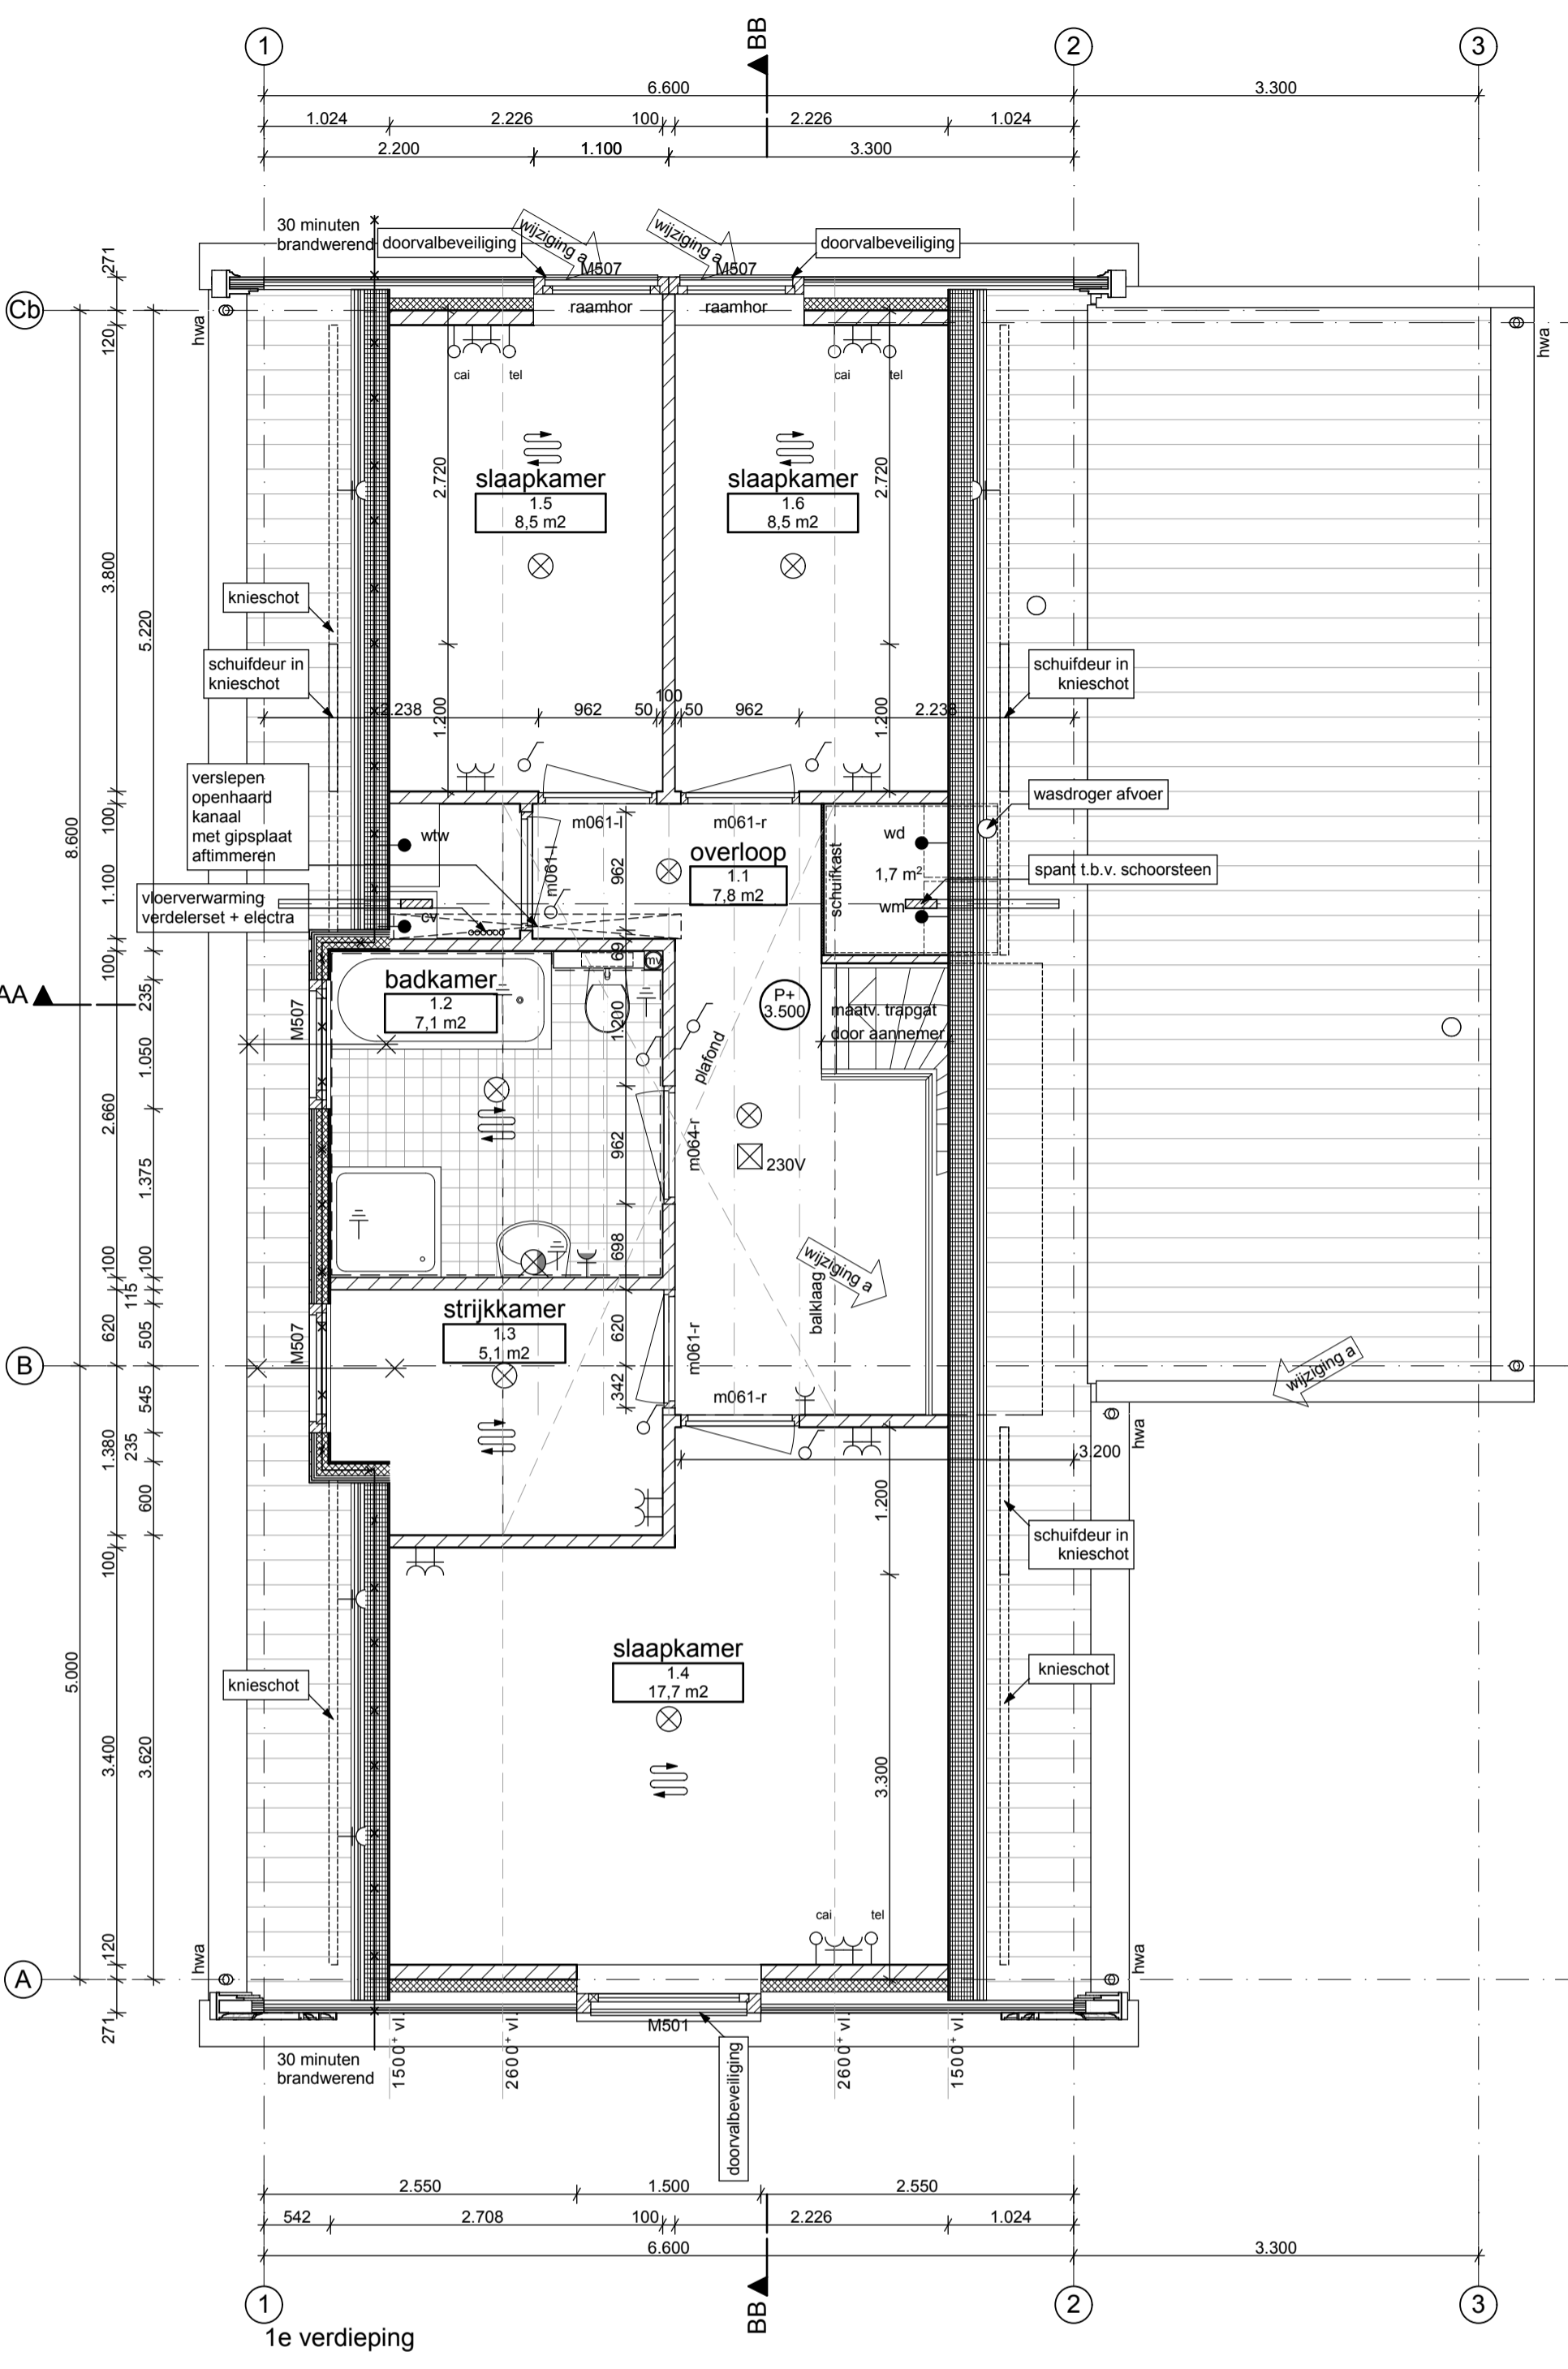 1
BB
2
3
6.600
3.300
1.024
2.226
100
2.226
1.024
2.200
1.100
3.300
30 minuten
brandwerend
doorvalbeveiliging
wijziging a
wijziging a
doorvalbeveiliging
M507
M507
271
Cb
hwa
raamhor
raamhor
hwa
120
cai
tel
cai
tel
2.720
slaapkamer
1.5
8,5 m2
slaapkamer
1.6
8,5 m2
2.720
3.800
knieschot
5.220
schuifdeur in
knieschot
schuifdeur in
knieschot
2.238
1.200
962
50
100
50
962
1.200
2.238
verslepen
openhaard
kanaal
met gipsplaat
aftimmeren
wasdroger afvoer
100
8.600
wtw
m061-l
m061-l
m061-r
962
overloop
1.1
7,8 m2
schuifkast
wd
1,7 m2
wm
spant t.b.v. schoorsteen
1.100
vloerverwarming
verdelerset + electra
cv
100
69
mv
AA
235
badkamer
1.2
7,1 m2
1.200
P+
3.500
maatv. trapgat
door aannemer
M507
1.050
plafond
2.660
962
m064-r
230V
1.375
698
100
100
115
wijziging a
balklaag
strijkkamer
1.3
5,1 m2
620
505
M507
620
m061-r
B
wijziging a
545
342
m061-r
hwa
1.380
235
3.200
600
1.200
schuifdeur in
knieschot
100
slaapkamer
1.4
17,7 m2
knieschot
knieschot
5.000
3.400
3.620
3.300
cai
tel
120
hwa
hwa
A
271
M501
30 minuten
brandwerend
1500+ vl.
2600+ vl.
doorvalbeveiliging
2600+ vl.
1500+ vl.
2.550
1.500
2.550
542
2.708
100
2.226
1.024
6.600
3.300
1
BB
2
3
1e verdieping